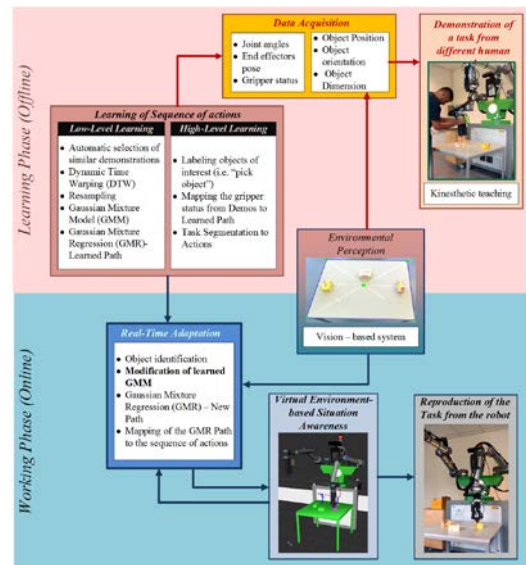 Learning Phase (Offline)
Data Acquisition
• Joint angles
• End effectors
pose
• Gripper status
• Object Position
• Object
orientation
• Object
Dimension
Demonstration of
a task from
different human
Kinesthetic teaching
Learning of Sequence of actions
Low-Level Learning
• Automatic selection of
similar demonstrations
• Dynamic Time
Warping (DTW)
• Resampling
• Gaussian Mixture
Model (GMM)
• Gaussian Mixture
Regression (GMR)-
Learned Path
High-Level Learning
• Labeling objects of
interest (i.e. “pick
object”)
• Mapping the gripper
status from Demos to
Learned Path
• Task Segmentation to
Actions
Environmental
Perception
Vision – based system
Working Phase (Online)
Real-Time Adaptation
• Object identification
• Modification of learned
GMM
• Gaussian Mixture
Regression (GMR) – New
Path
• Mapping of the GMR Path
to the sequence of actions
Virtual Environment-
based Situation
Awareness
Reproduction of the
Task from the robot